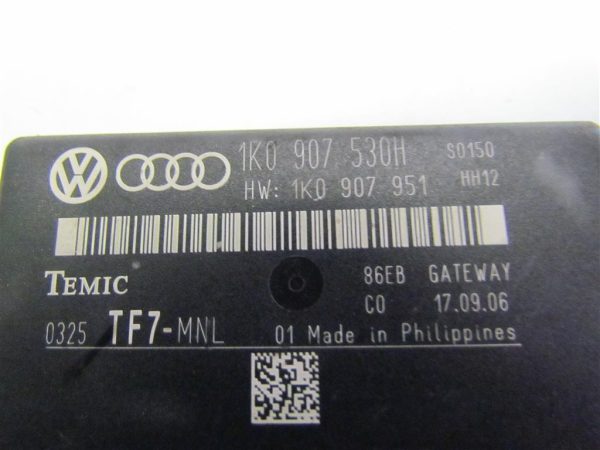 1K0 907 530H S0150
HW: 1K0 907 951 HH12
TEMIC 86EB GATEWAY
C0 17.09.06
0325 TF7-MNL 01 Made in Philippines